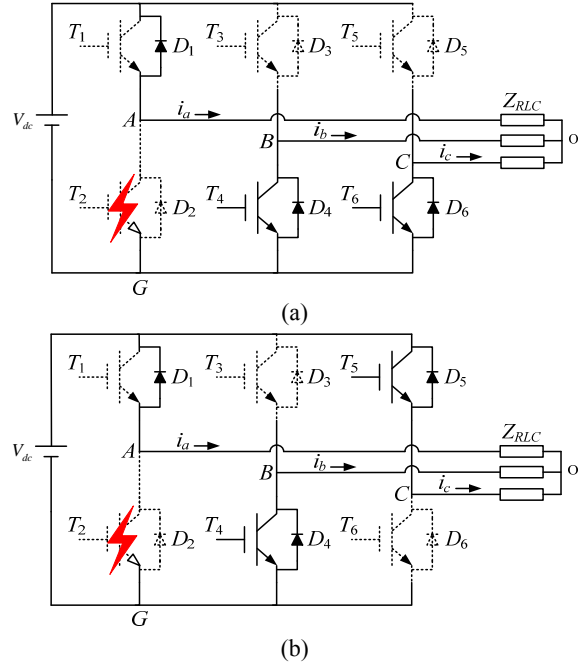 T1 D1 T3 D3 T5 D5
Vdc A ia ib ic B C ZRLC o
T2 D2 T4 D4 T6 D6
G
(a)
T1 D1 T3 D3 T5 D5
Vdc A ia ib ic B C ZRLC o
T2 D2 T4 D4 T6 D6
G
(b)